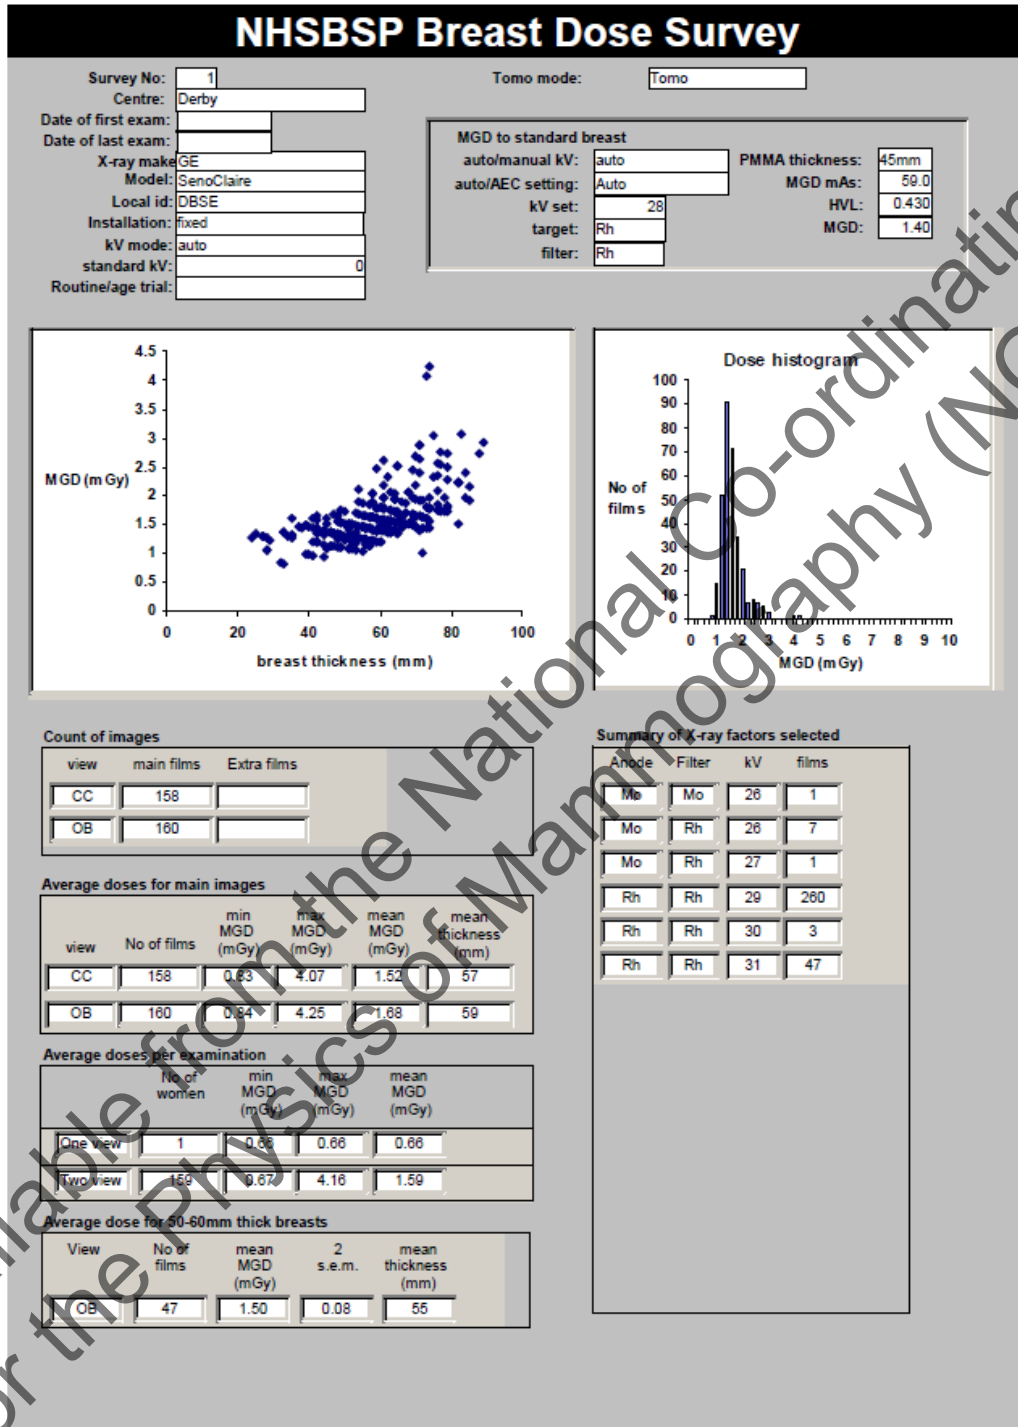 NHSBSP Breast Dose Survey
Survey No: 1
Centre: Derby
Date of first exam:
Date of last exam:
X-ray make GE
Model: SenoClaire
Local id: DBSE
Installation: fixed
kV mode: auto
standard kV: 0
Routine/age trial:
Tomo mode: Tomo
MGD to standard breast
auto/manual kV: auto PMMA thickness: 45mm
auto/AEC setting: Auto MGD mAs: 59.0
kV set: 28 HVL: 0.430
target: Rh MGD: 1.40
filter: Rh
4.5
4
3.5
3
2.5
2
1.5
1
0.5
0
MGD (mGy)
0 20 40 60 80 100
breast thickness (mm)
Dose histogram
100
90
80
70
60
50
40
30
20
10
0
No of
films
0 1 2 3 4 5 6 7 8 9 10
MGD (mGy)
Count of images
view main films Extra films
CC 158
OB 160
Summary of X-ray factors selected
Anode Filter kV films
Mo Mo 26 1
Mo Rh 26 7
Mo Rh 27 1
Rh Rh 29 260
Rh Rh 30 3
Rh Rh 31 47
Average doses for main images
view No of films min MGD (mGy) max MGD (mGy) mean MGD (mGy) mean thickness (mm)
CC 158 0.83 4.07 1.52 57
OB 160 0.84 4.25 1.68 59
Average doses per examination
No of women min MGD (mGy) max MGD (mGy) mean MGD (mGy)
One view 1 0.66 0.66 0.66
Two view 159 0.67 4.16 1.59
Average dose for 50-60mm thick breasts
View No of films mean MGD (mGy) 2 s.e.m. mean thickness (mm)
OB 47 1.50 0.08 55
from the National Co-ordinatin
or the Physics of Mammography (NC